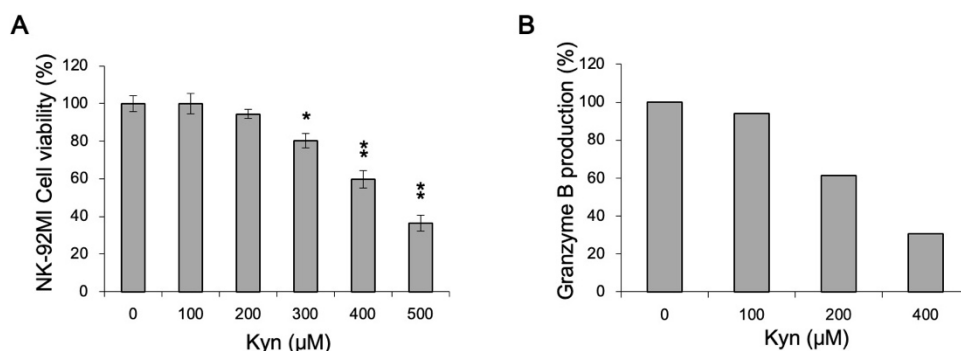 A
NK-92MI Cell viability (%)
120
100
80
60
40
20
0
*
**
**
0 100 200 300 400 500
Kyn (µM)
B
Granzyme B production (%)
120
100
80
60
40
20
0
0 100 200 400
Kyn (µM)